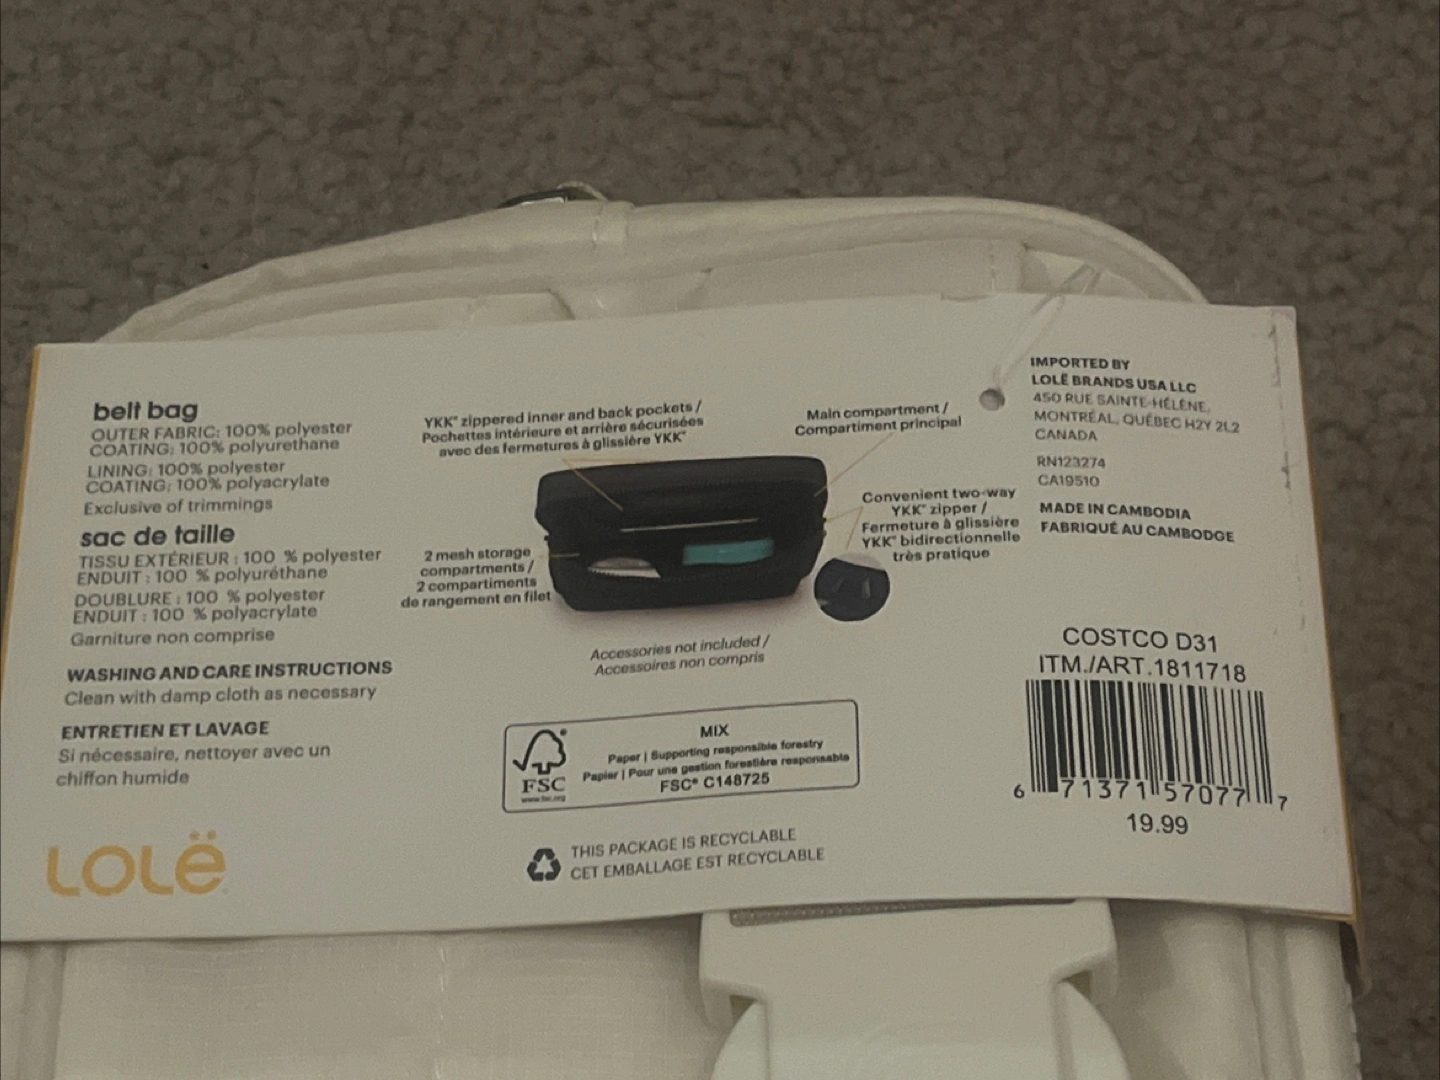 belt bag
OUTER FABRIC: 100% polyester
COATING: 100% polyurethane
LINING: 100% polyester
COATING: 100% polyacrylate
Exclusive of trimmings
sac de taille
TISSU EXTÉRIEUR : 100 % polyester
ENDUIT : 100 % polyuréthane
DOUBLURE : 100 % polyester
ENDUIT : 100 % polyacrylate
Garniture non comprise
WASHING AND CARE INSTRUCTIONS
Clean with damp cloth as necessary
ENTRETIEN ET LAVAGE
Si nécessaire, nettoyer avec un
chiffon humide
LOLË
YKK® zippered inner and back pockets /
Pochettes intérieure et arrière sécurisées
avec des fermetures à glissière YKK®
Main compartment /
Compartiment principal
2 mesh storage
compartments /
2 compartiments
de rangement en filet
Convenient two-way
YKK® zipper /
Fermeture à glissière
YKK® bidirectionnelle
très pratique
Accessories not included /
Accessoires non compris
FSC
www.fsc.org
MIX
Paper | Supporting responsible forestry
Papier | Pour une gestion forestière responsable
FSC® C148725
THIS PACKAGE IS RECYCLABLE
CET EMBALLAGE EST RECYCLABLE
IMPORTED BY
LOLË BRANDS USA LLC
450 RUE SAINTE-HÉLÈNE,
MONTRÉAL, QUÉBEC H2Y 2L2
CANADA
RN123274
CA19510
MADE IN CAMBODIA
FABRIQUÉ AU CAMBODGE
COSTCO D31
ITM./ART.1811718
6 71371 57077 7
19.99